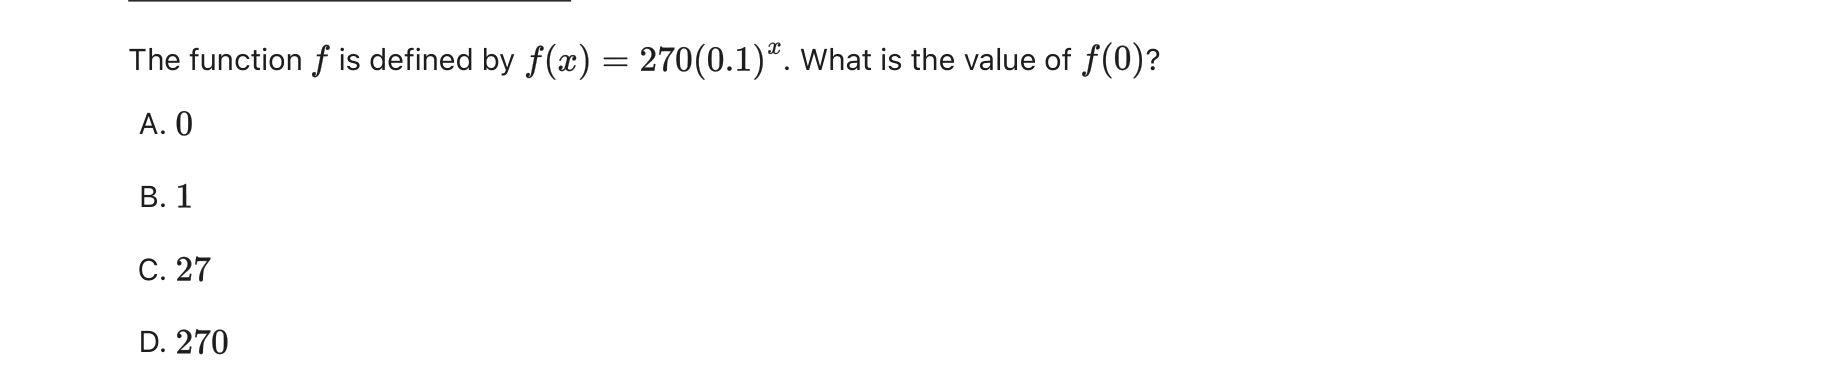 The function f is defined by f(x) = 270(0.1)ˣ. What is the value of f(0)?
A. 0
B. 1
C. 27
D. 270